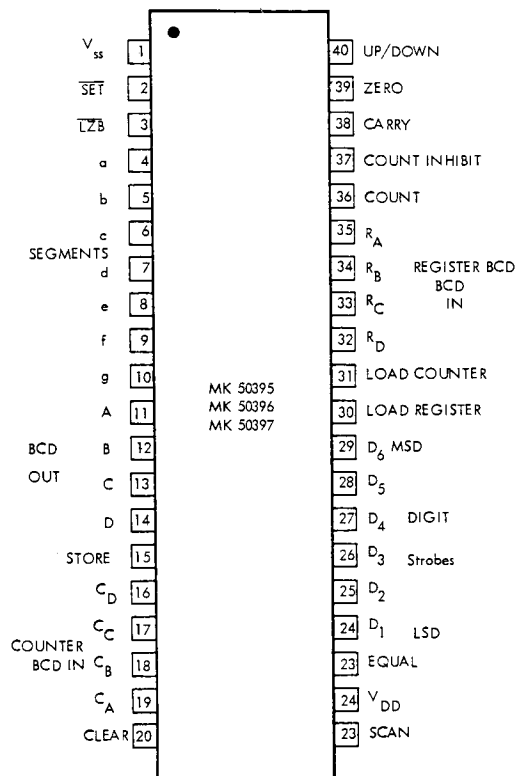 V_ss 1 40 UP/DOWN
SET 2 39 ZERO
LZB 3 38 CARRY
a 4 37 COUNT INHIBIT
b 5 36 COUNT
c 6 35 R_A
SEGMENTS
d 7 34 R_B REGISTER BCD
BCD
e 8 33 R_C IN
f 9 32 R_D
g 10 31 LOAD COUNTER
MK 50395
A 11 30 LOAD REGISTER
MK 50396
MK 50397
BCD B 12 29 D_6 MSD
OUT C 13 28 D_5
D 14 27 D_4 DIGIT
STORE 15 26 D_3 Strobes
C_D 16 25 D_2
C_C 17 24 D_1 LSD
COUNTER
BCD IN C_B 18 23 EQUAL
C_A 19 24 V_DD
CLEAR 20 23 SCAN